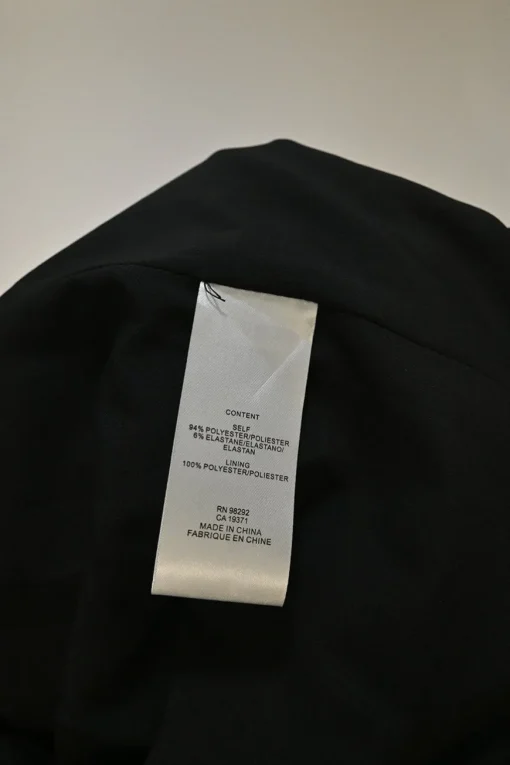 CONTENT
SELF
94% POLYESTER/POLIESTER
6% ELASTANE/ELASTANO/
ELASTAN
LINING
100% POLYESTER/POLIESTER
RN 98292
CA 19371
MADE IN CHINA
FABRIQUE EN CHINE